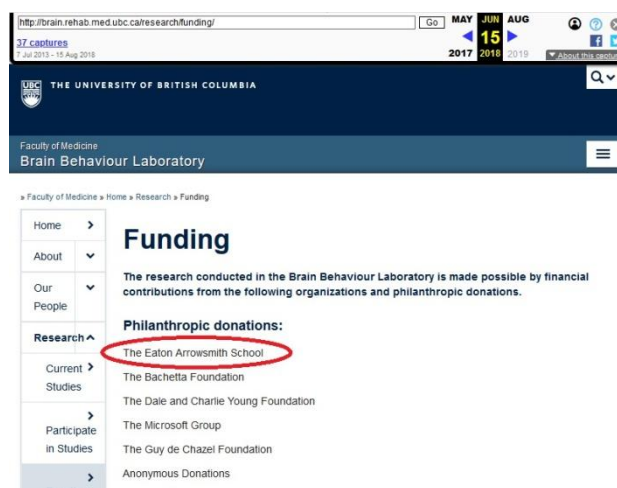 http://brain.rehab.med.ubc.ca/research/funding/
Go
MAY JUN AUG
37 captures
15
7 Jul 2013 - 15 Aug 2018
2017 2018 2019
About this capture
UBC
THE UNIVERSITY OF BRITISH COLUMBIA
Faculty of Medicine
Brain Behaviour Laboratory
» Faculty of Medicine » Home » Research » Funding
Home
About
Our
People
Research
Current
Studies
Participate
in Studies
Funding
The research conducted in the Brain Behaviour Laboratory is made possible by financial
contributions from the following organizations and philanthropic donations.
Philanthropic donations:
The Eaton Arrowsmith School
The Bachetta Foundation
The Dale and Charlie Young Foundation
The Microsoft Group
The Guy de Chazel Foundation
Anonymous Donations